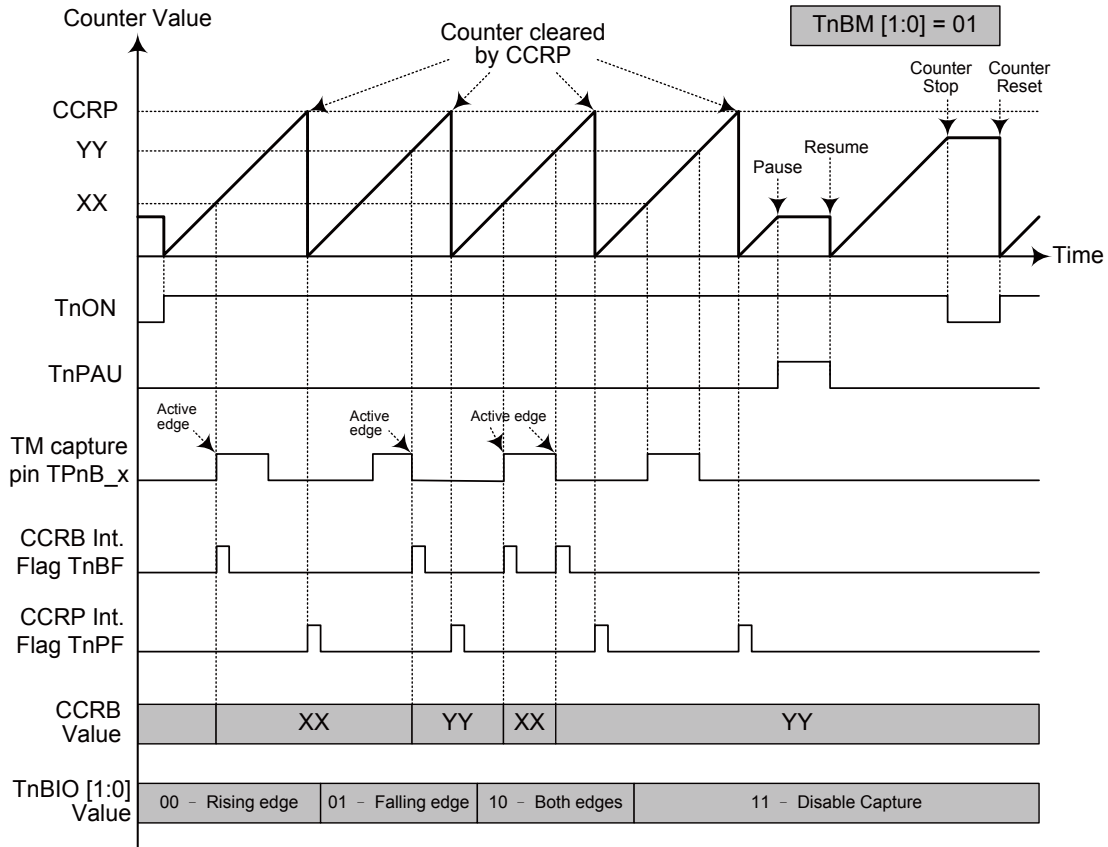 Counter Value
TnBM [1:0] = 01
Counter cleared
by CCRP
Counter
Stop
Counter
Reset
CCRP
YY
XX
Pause
Resume
Time
TnON
TnPAU
Active
edge
Active
edge
Active edge
TM capture
pin TPnB_x
CCRB Int.
Flag TnBF
CCRP Int.
Flag TnPF
CCRB
Value
XX
YY
XX
YY
TnBIO [1:0]
Value
00 – Rising edge
01 – Falling edge
10 – Both edges
11 – Disable Capture